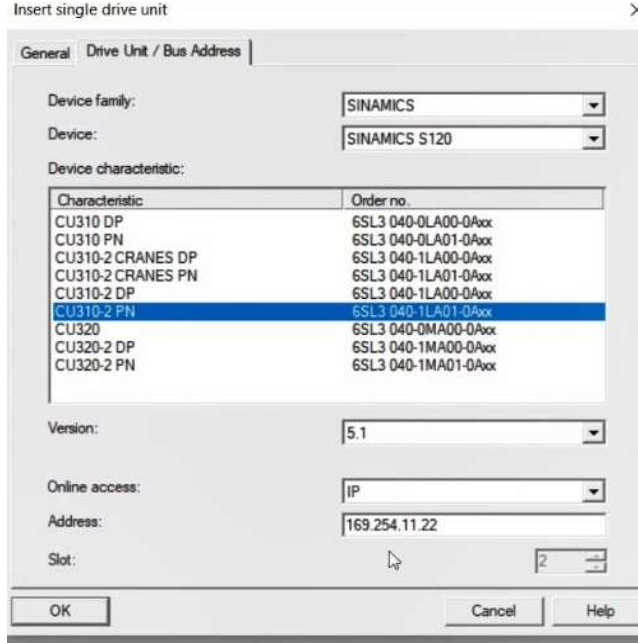 Insert single drive unit
General Drive Unit / Bus Address
Device family: SINAMICS
Device: SINAMICS S120
Device characteristic:
Characteristic Order no.
CU310 DP 6SL3 040-0LA00-0Axx
CU310 PN 6SL3 040-0LA01-0Axx
CU310-2 CRANES DP 6SL3 040-1LA00-0Axx
CU310-2 CRANES PN 6SL3 040-1LA01-0Axx
CU310-2 DP 6SL3 040-1LA00-0Axx
CU310-2 PN 6SL3 040-1LA01-0Axx
CU320 6SL3 040-0MA00-0Axx
CU320-2 DP 6SL3 040-1MA00-0Axx
CU320-2 PN 6SL3 040-1MA01-0Axx
Version: 5.1
Online access: IP
Address: 169.254.11.22
Slot: 2
OK Cancel Help